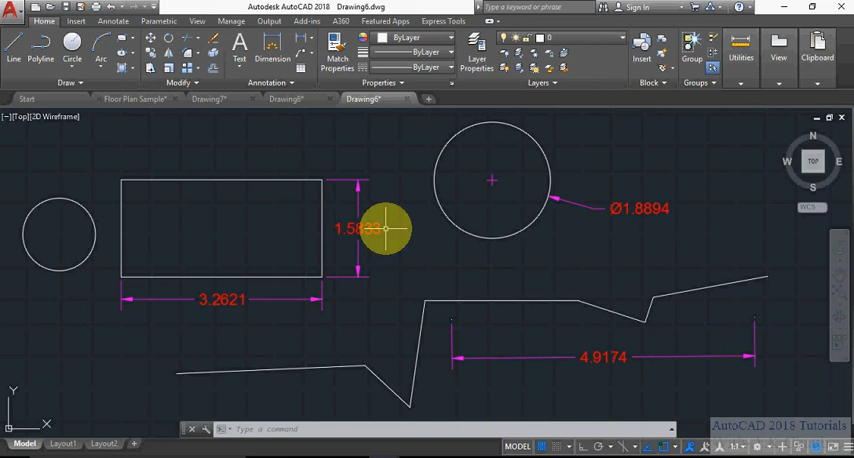 Autodesk AutoCAD 2018 Drawing6.dwg
Type a keyword or phrase
Sign In
Home Insert Annotate Parametric View Manage Output Add-ins A360 Featured Apps Express Tools
Line Polyline Circle Arc
Text Dimension
Match Properties
ByLayer
ByLayer
ByLayer
Layer Properties
0
Insert
Group
Utilities
View
Clipboard
Draw Modify Annotation Properties Layers Block Groups
Start Floor Plan Sample* Drawing7* Drawing8* Drawing6*
[−][Top][2D Wireframe]
N
W TOP E
S
WCS
Ø1.8894
1.5833
3.2621
4.9174
Y
X
Type a command
AutoCAD 2018 Tutorials
Model Layout1 Layout2 +
MODEL
1:1